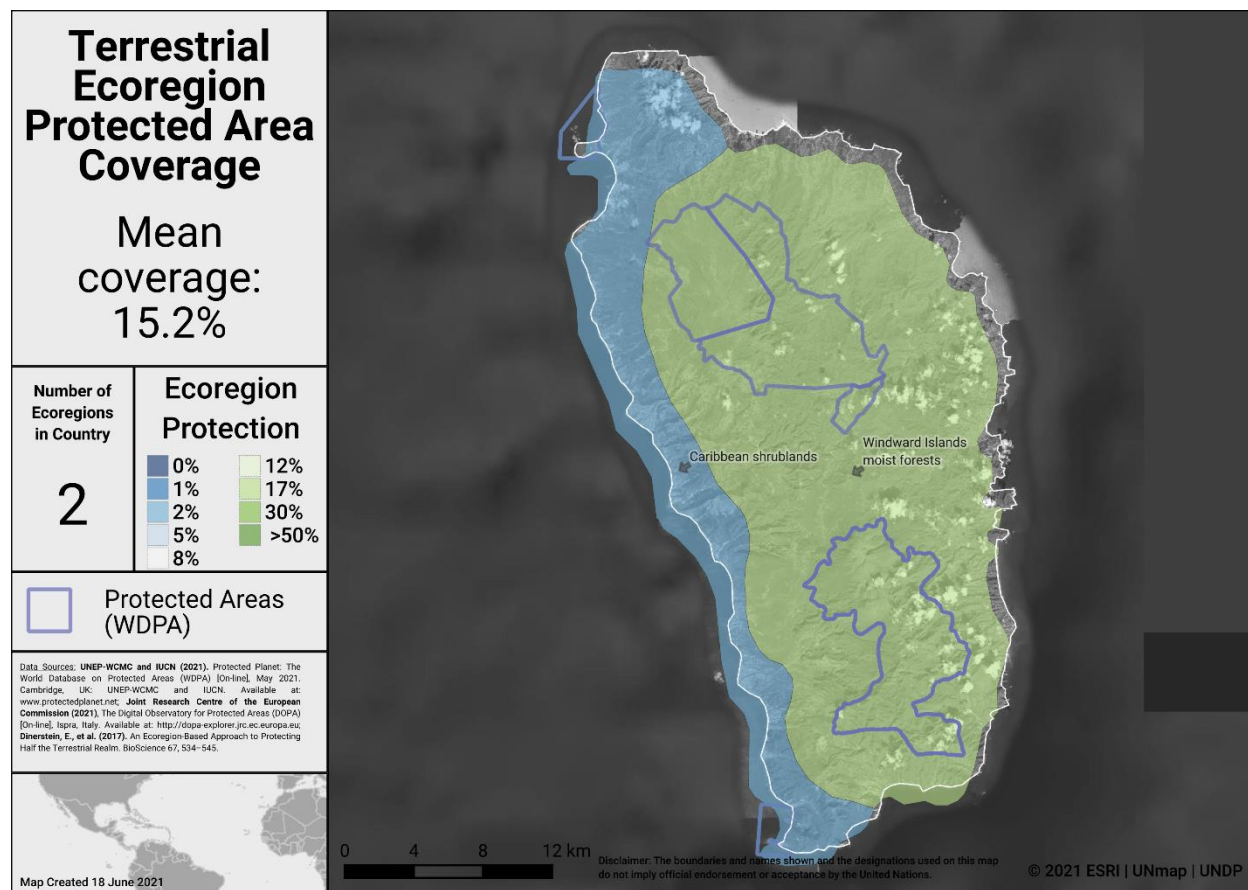 Terrestrial
Ecoregion
Protected Area
Coverage
Mean
coverage:
15.2%
Number of
Ecoregions
in Country
2
Ecoregion
Protection
0%
1%
2%
5%
8%
12%
17%
30%
>50%
Protected Areas
(WDPA)
Data Sources: UNEP-WCMC and IUCN (2021). Protected Planet: The
World Database on Protected Areas (WDPA) [On-line], May 2021.
Cambridge, UK: UNEP-WCMC and IUCN. Available at:
www.protectedplanet.net; Joint Research Centre of the European
Commission (2021), The Digital Observatory for Protected Areas (DOPA)
[On-line], Ispra, Italy. Available at: http://dopa-explorer.jrc.ec.europa.eu;
Dinerstein, E., et al. (2017). An Ecoregion-Based Approach to Protecting
Half the Terrestrial Realm. BioScience 67, 534–545.
Map Created 18 June 2021
Caribbean shrublands
Windward Islands
moist forests
0 4 8 12 km
Disclaimer: The boundaries and names shown and the designations used on this map
do not imply official endorsement or acceptance by the United Nations.
© 2021 ESRI | UNmap | UNDP